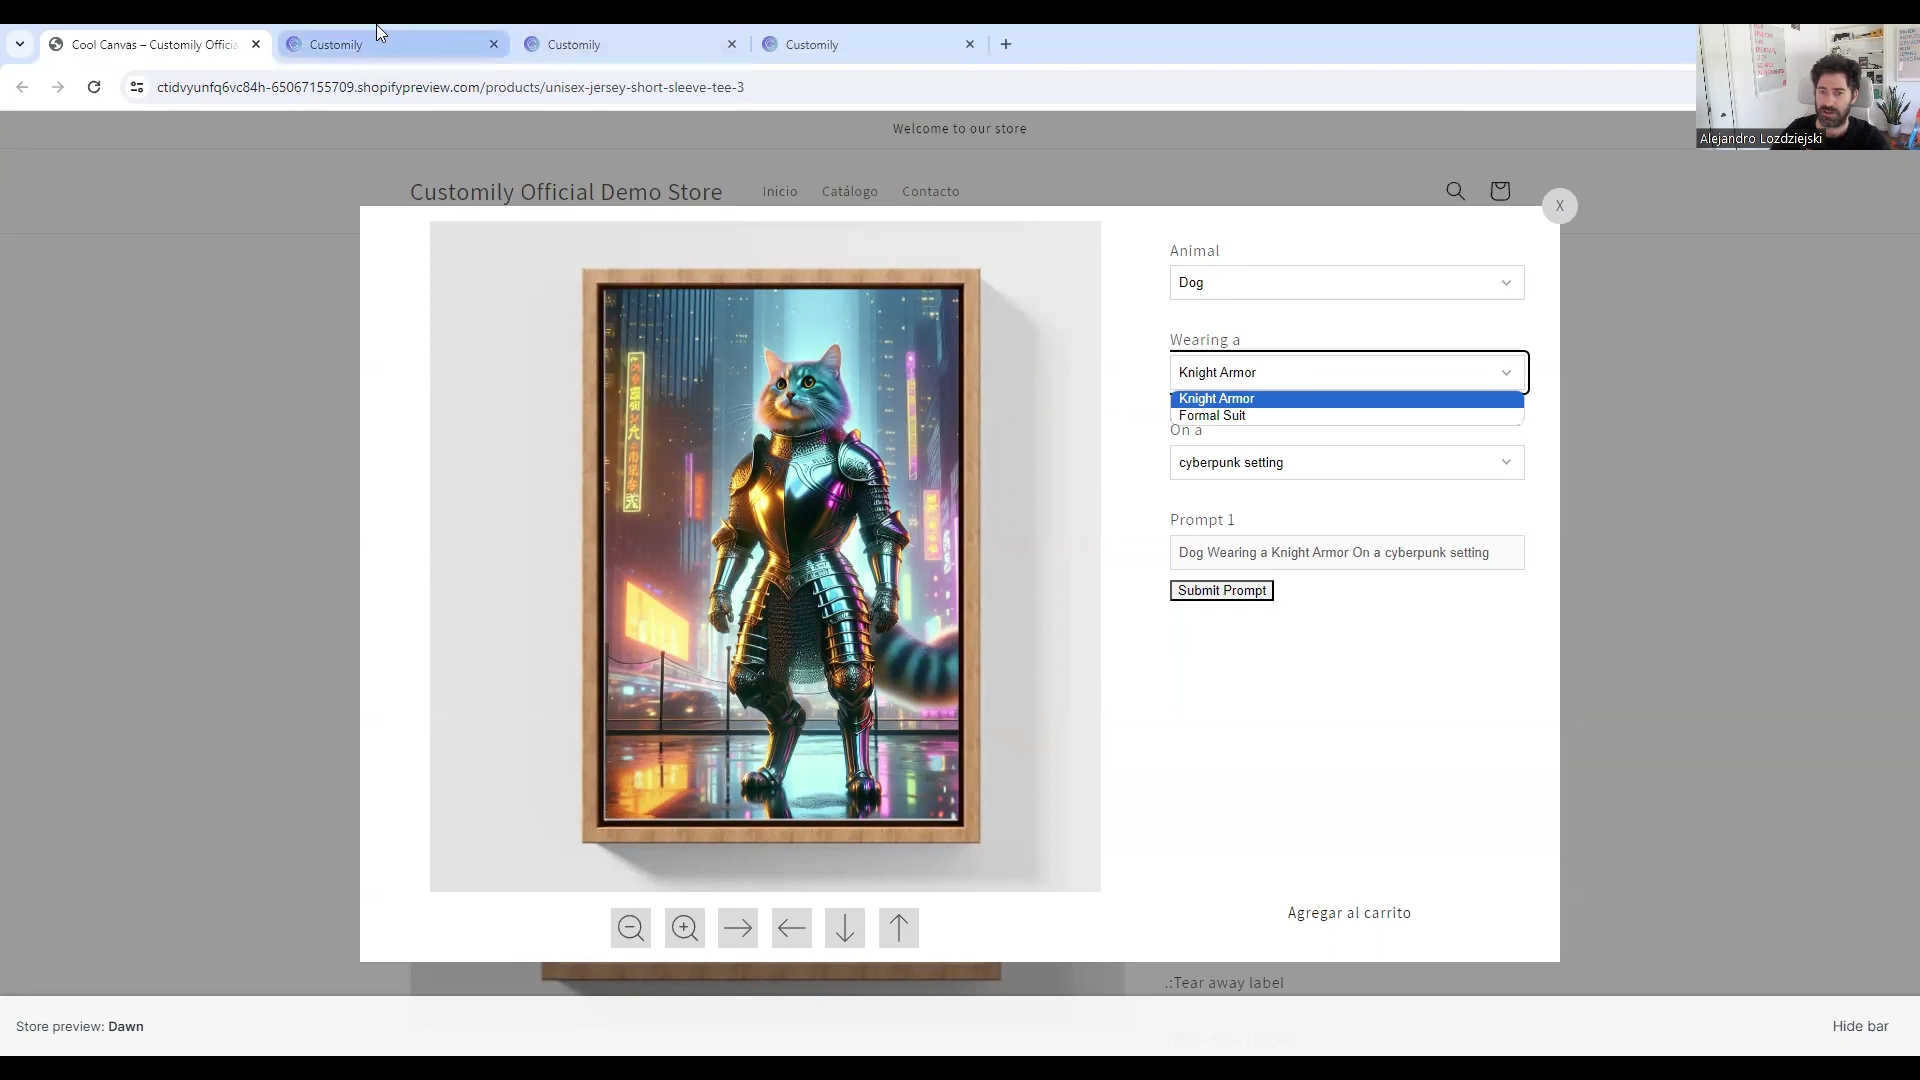 Cool Canvas – Customily Officia
Customily
Customily
Customily
ctidvyunfq6vc84h-65067155709.shopifypreview.com/products/unisex-jersey-short-sleeve-tee-3
Alejandro Lozdziejski
Welcome to our store
Customily Official Demo Store
Inicio
Catálogo
Contacto
X
Animal
Dog
Wearing a
Knight Armor
Knight Armor
Formal Suit
On a
cyberpunk setting
Prompt 1
Dog Wearing a Knight Armor On a cyberpunk setting
Submit Prompt
Agregar al carrito
.:Tear away label
Store preview: Dawn
Hide bar